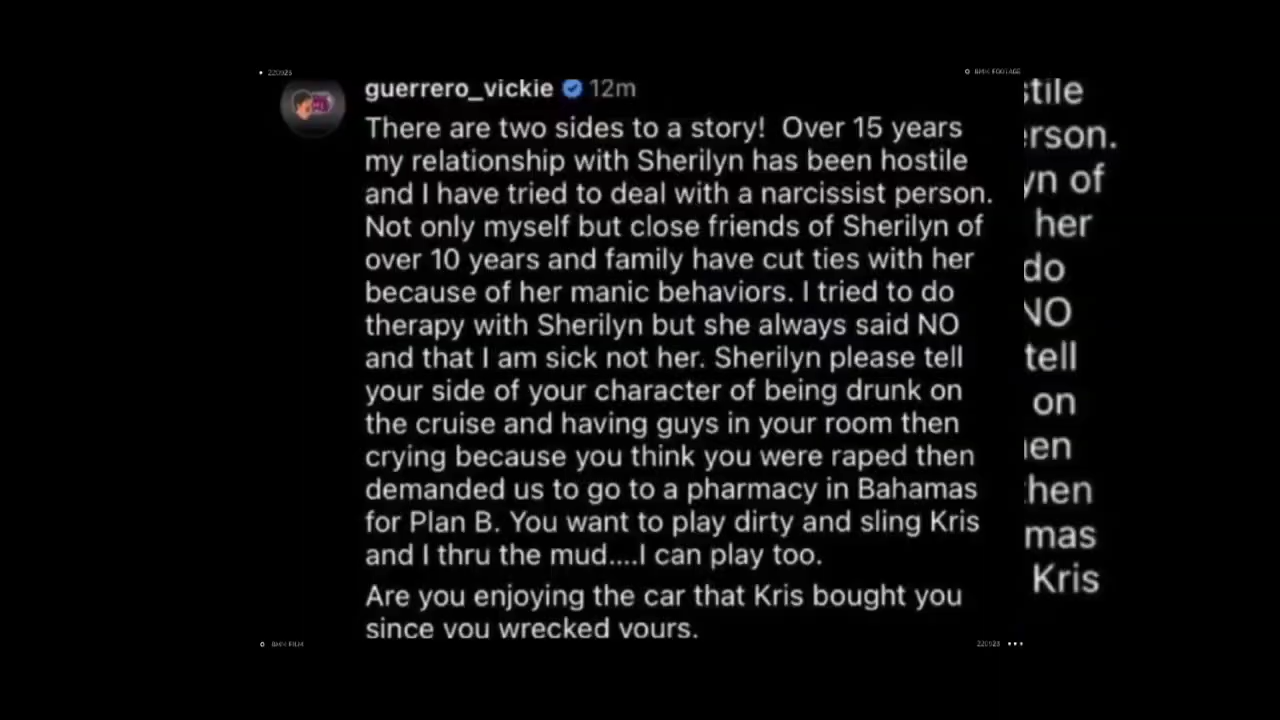 220523
8MM FOOTAGE
guerrero_vickie 12m
There are two sides to a story!  Over 15 years
my relationship with Sherilyn has been hostile
and I have tried to deal with a narcissist person.
Not only myself but close friends of Sherilyn of
over 10 years and family have cut ties with her
because of her manic behaviors. I tried to do
therapy with Sherilyn but she always said NO
and that I am sick not her. Sherilyn please tell
your side of your character of being drunk on
the cruise and having guys in your room then
crying because you think you were raped then
demanded us to go to a pharmacy in Bahamas
for Plan B. You want to play dirty and sling Kris
and I thru the mud....I can play too.
Are you enjoying the car that Kris bought you
since you wrecked yours.
stile
erson.
yn of
her
do
NO
tell
on
hen
mas
Kris
8MM FILM
220523